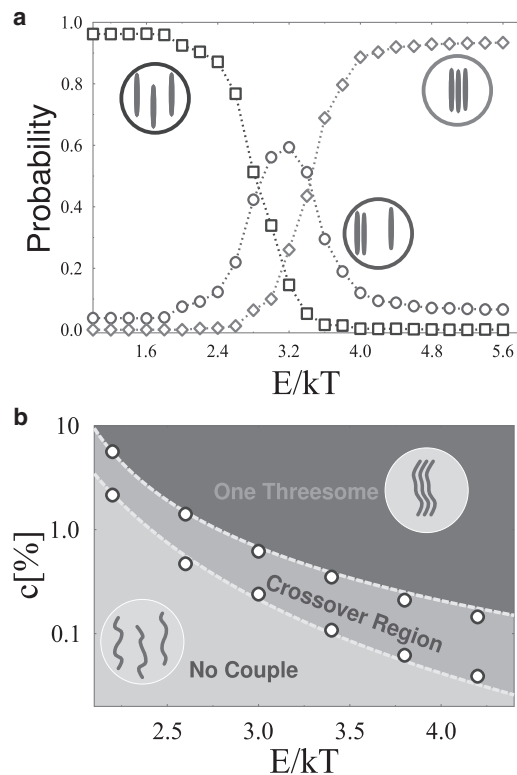 a
1.0
0.8
0.6
0.4
0.2
0.0
Probability
1.6 2.4 3.2 4.0 4.8 5.6
E/kT
b
10
1.0
0.1
c[%]
One Threesome
Crossover Region
No Couple
2.5 3.0 3.5 4.0
E/kT